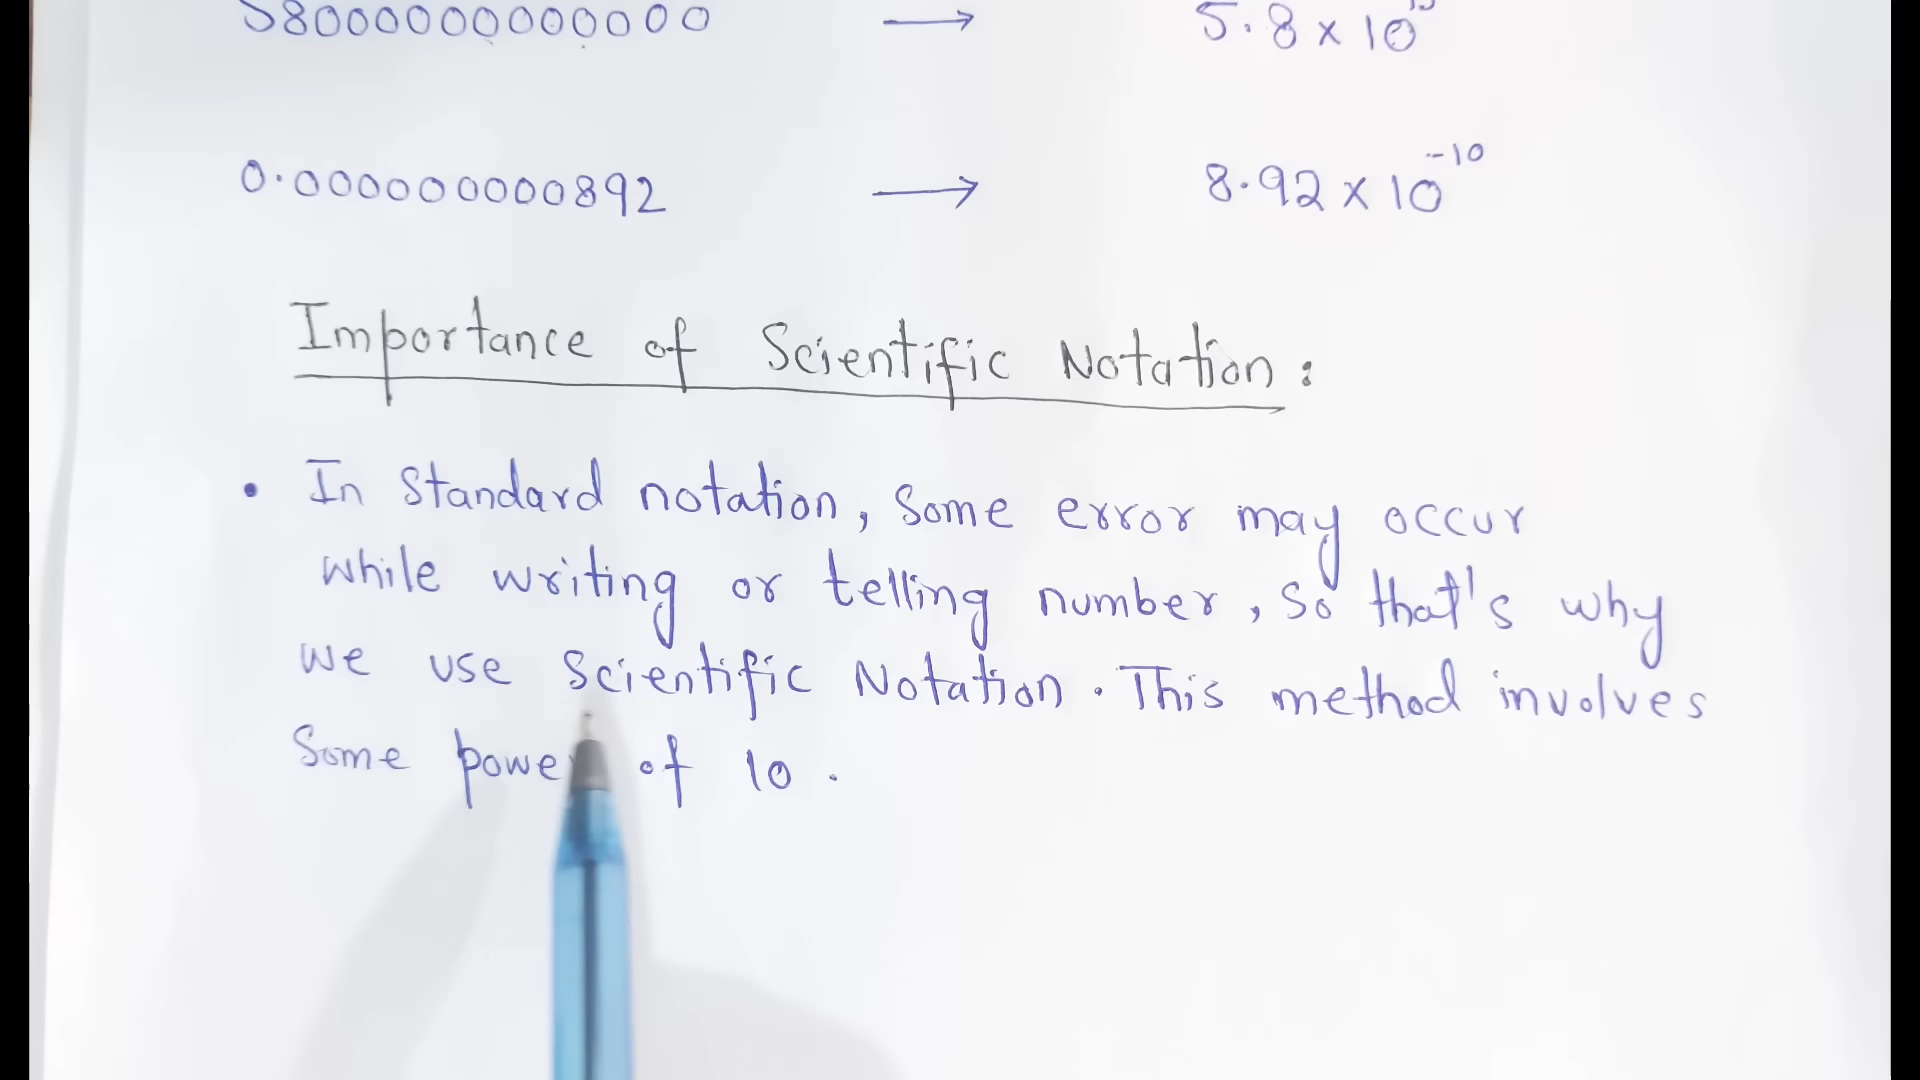 5800000000000 → 5.8 x 10
0.000000000892 → 8.92 x 10⁻¹⁰
Importance of Scientific Notation :
• In Standard notation, Some error may occur
while writing or telling number, so that's why
we use Scientific Notation. This method involves
Some power of 10.